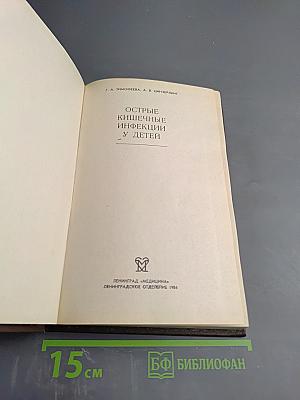 Г. А. ТИМОФЕЕВА, А. В. ЦИНЗЕРЛИНГ
ОСТРЫЕ
КИШЕЧНЫЕ
ИНФЕКЦИИ
У ДЕТЕЙ
ЛЕНИНГРАД «МЕДИЦИНА»
ЛЕНИНГРАДСКОЕ ОТДЕЛЕНИЕ 1984
15 см
БФ БИБЛИОФАН